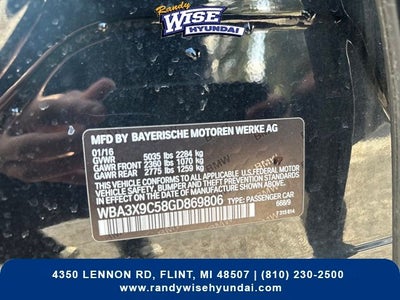 Randy
WISE
HYUNDAI
MFD BY BAYERISCHE MOTOREN WERKE AG
01/16
GVWR 5035 lbs 2284 kg
GAWR FRONT 2360 lbs 1070 kg
GAWR REAR 2775 lbs 1259 kg
THIS VEHICLE CONFORMS TO ALL APPLICABLE U.S. FEDERAL MOTOR
VEHICLE SAFETY, BUMPER, AND THEFT PREVENTION STANDARDS IN
EFFECT ON THE DATE OF MANUFACTURE SHOWN ABOVE.
WBA3X9C58GD869806 TYPE: PASSENGER CAR
4350 LENNON RD, FLINT, MI 48507 | (810) 230-2500
www.randywisehyundai.com